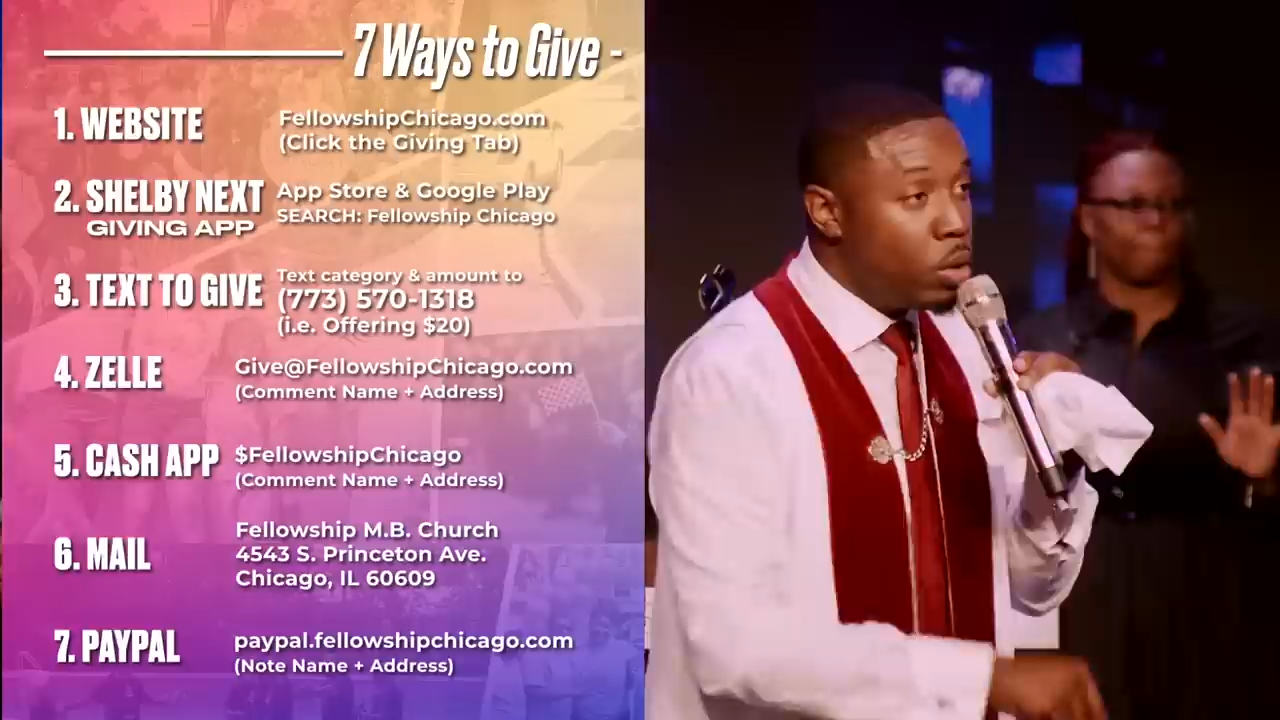 7 Ways to Give -
1. WEBSITE
FellowshipChicago.com
(Click the Giving Tab)
2. SHELBY NEXT
GIVING APP
App Store & Google Play
SEARCH: Fellowship Chicago
3. TEXT TO GIVE
Text category & amount to
(773) 570-1318
(i.e. Offering $20)
4. ZELLE
Give@FellowshipChicago.com
(Comment Name + Address)
5. CASH APP
$FellowshipChicago
(Comment Name + Address)
6. MAIL
Fellowship M.B. Church
4543 S. Princeton Ave.
Chicago, IL 60609
7. PAYPAL
paypal.fellowshipchicago.com
(Note Name + Address)